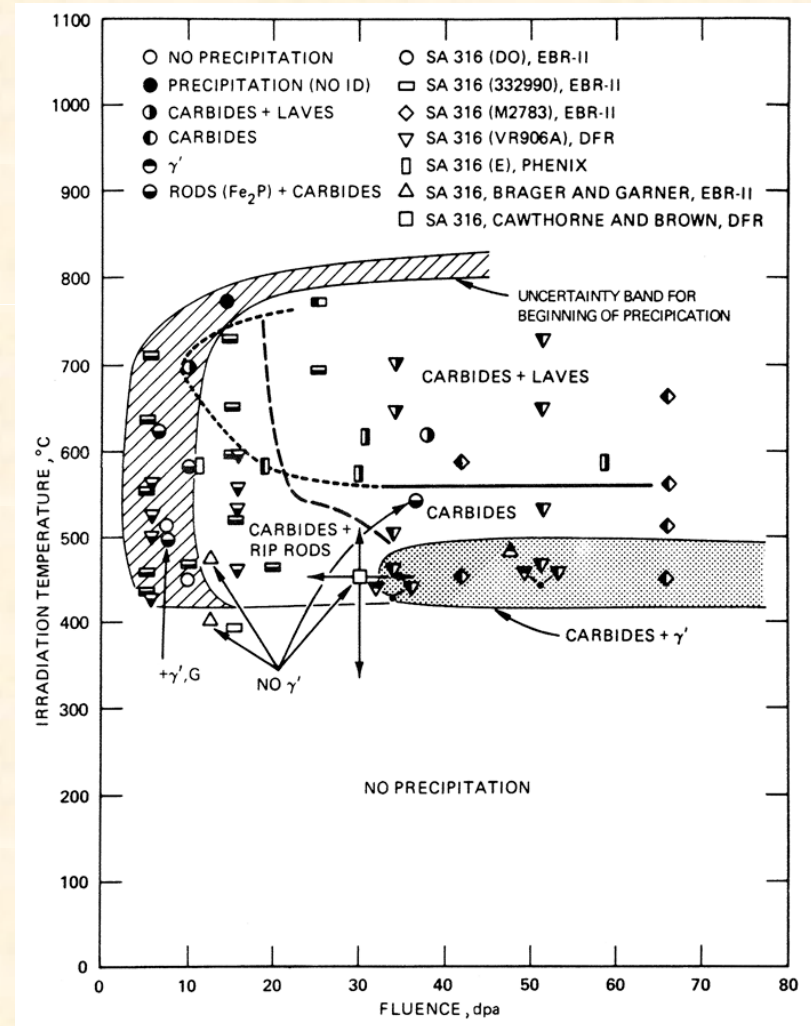 1100
1000
900
800
700
600
500
400
300
200
100
0
IRRADIATION TEMPERATURE, °C
NO PRECIPITATION
PRECIPITATION (NO ID)
CARBIDES + LAVES
CARBIDES
γ′
RODS (Fe₂P) + CARBIDES
SA 316 (DO), EBR-II
SA 316 (332990), EBR-II
SA 316 (M2783), EBR-II
SA 316 (VR906A), DFR
SA 316 (E), PHENIX
SA 316, BRAGER AND GARNER, EBR-II
SA 316, CAWTHORNE AND BROWN, DFR
UNCERTAINTY BAND FOR
BEGINNING OF PRECIPICATION
CARBIDES + LAVES
CARBIDES
CARBIDES +
RIP RODS
CARBIDES + γ′
+γ′,G
NO γ′
NO PRECIPITATION
0 10 20 30 40 50 60 70 80
FLUENCE, dpa